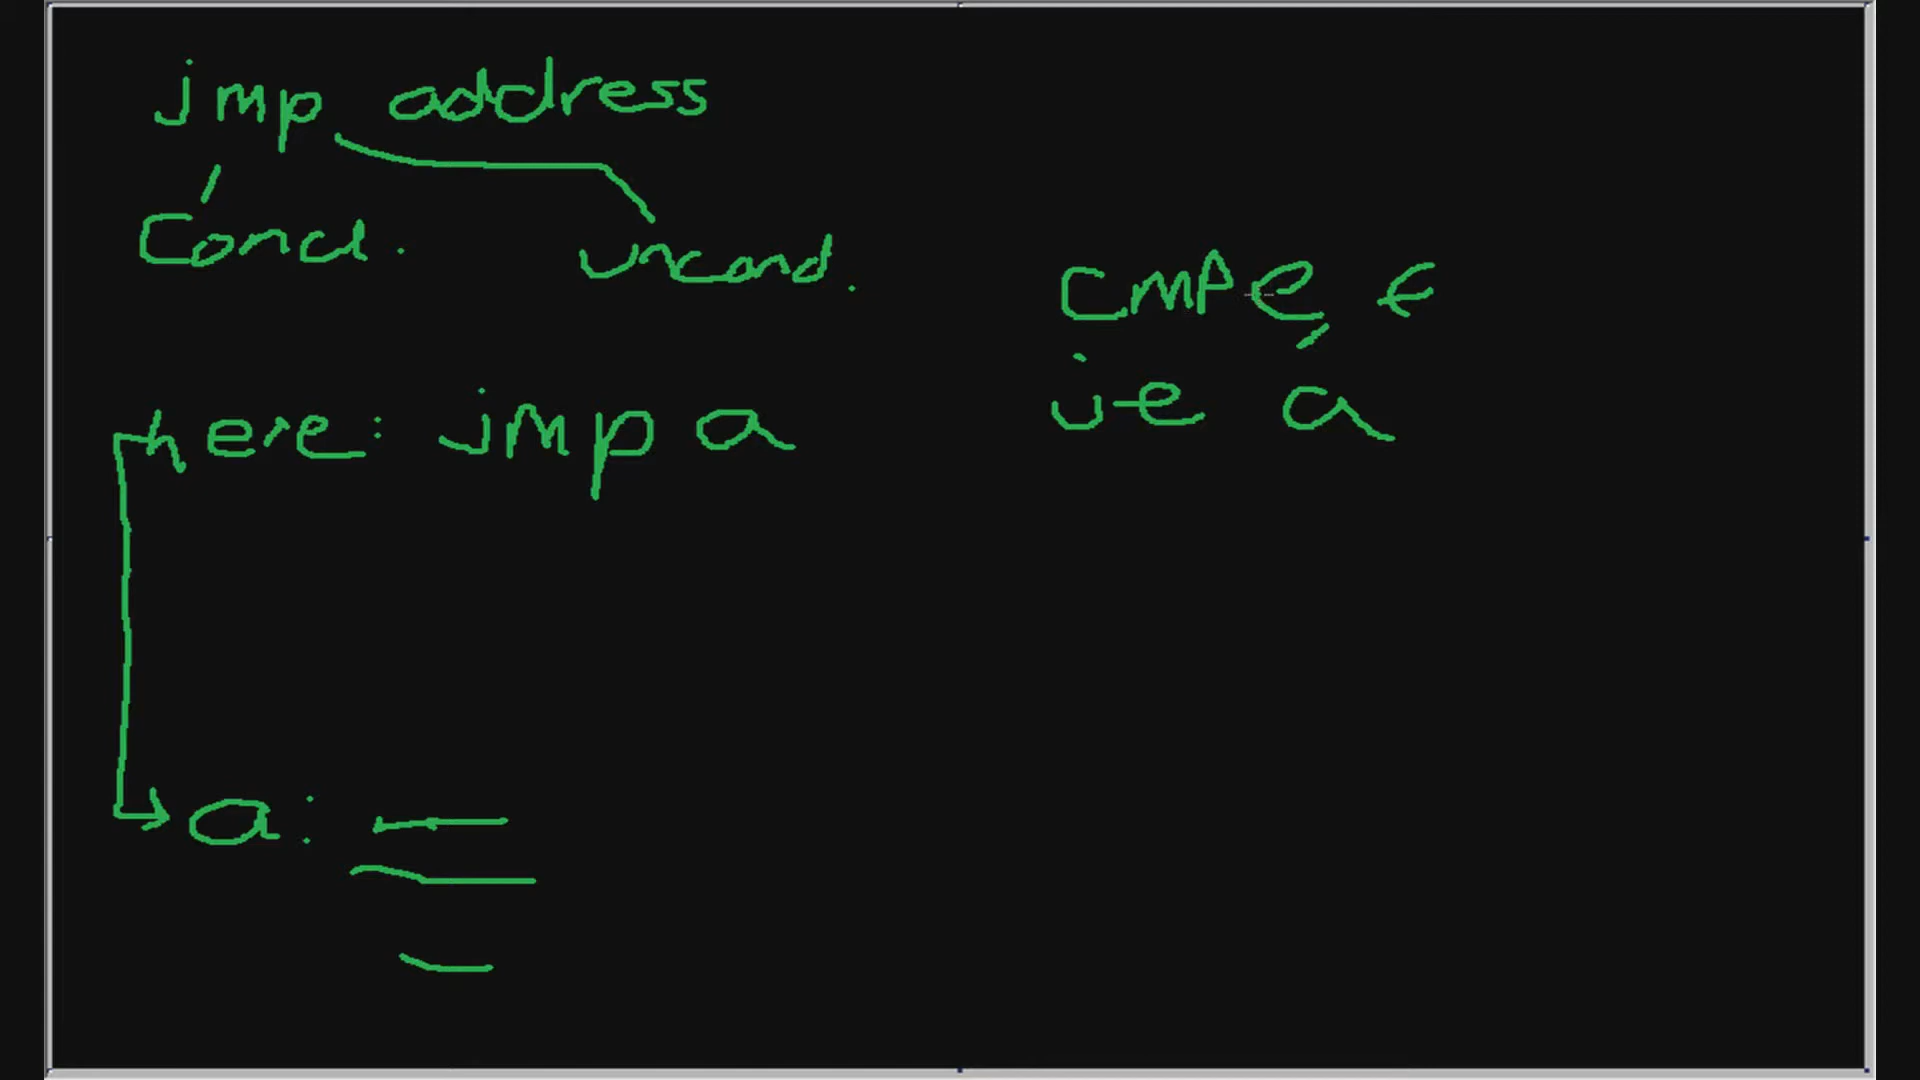 jmp address
Cond. uncond.
here: jmp a
a:
CMP e, e
je a